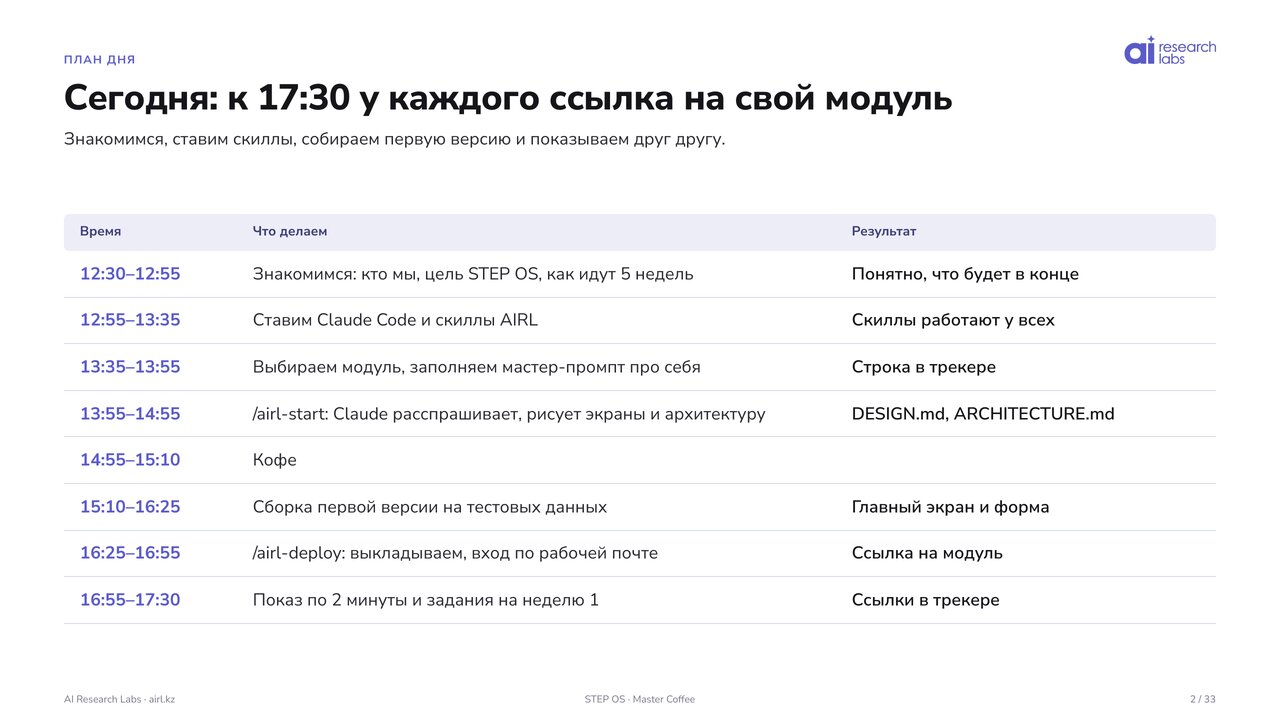 ПЛАН ДНЯ
ai research labs
Сегодня: к 17:30 у каждого ссылка на свой модуль
Знакомимся, ставим скиллы, собираем первую версию и показываем друг другу.
Время Что делаем Результат
12:30–12:55 Знакомимся: кто мы, цель STEP OS, как идут 5 недель Понятно, что будет в конце
12:55–13:35 Ставим Claude Code и скиллы AIRL Скиллы работают у всех
13:35–13:55 Выбираем модуль, заполняем мастер-промпт про себя Строка в трекере
13:55–14:55 /airl-start: Claude расспрашивает, рисует экраны и архитектуру DESIGN.md, ARCHITECTURE.md
14:55–15:10 Кофе
15:10–16:25 Сборка первой версии на тестовых данных Главный экран и форма
16:25–16:55 /airl-deploy: выкладываем, вход по рабочей почте Ссылка на модуль
16:55–17:30 Показ по 2 минуты и задания на неделю 1 Ссылки в трекере
AI Research Labs · airl.kz STEP OS · Master Coffee 2 / 33